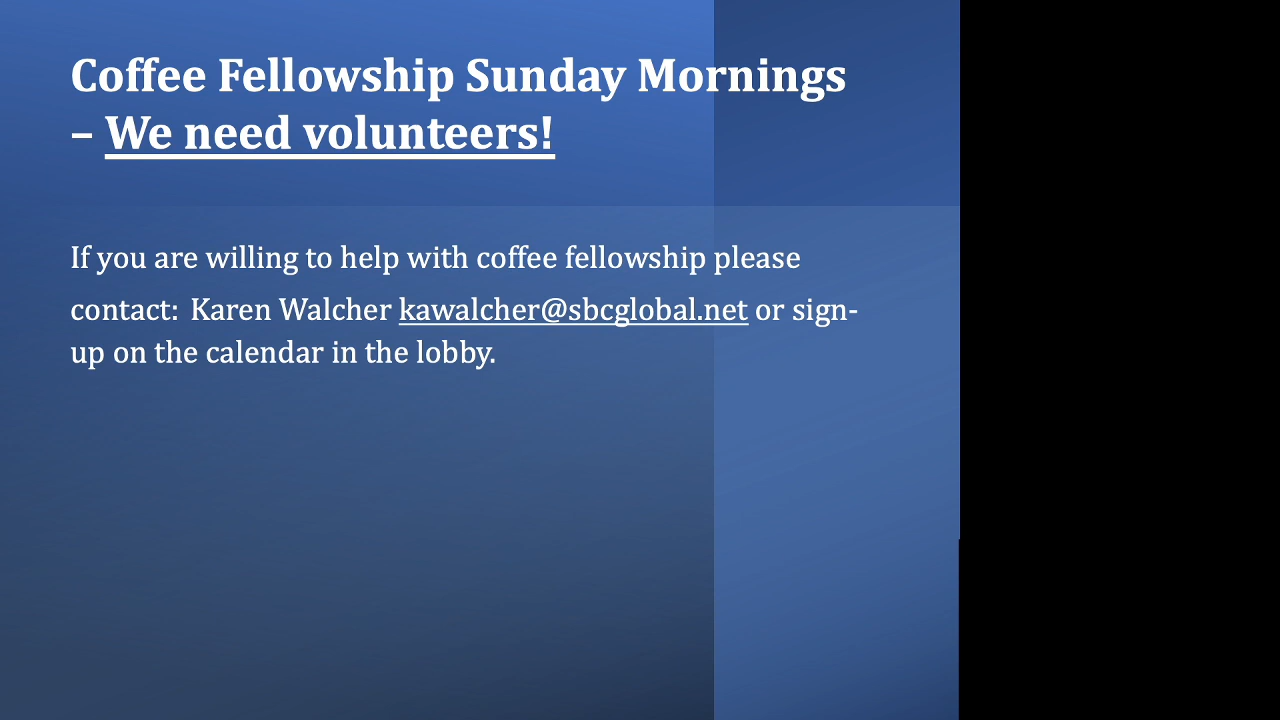 Coffee Fellowship Sunday Mornings
– We need volunteers!
If you are willing to help with coffee fellowship please
contact: Karen Walcher kawalcher@sbcglobal.net or sign-
up on the calendar in the lobby.